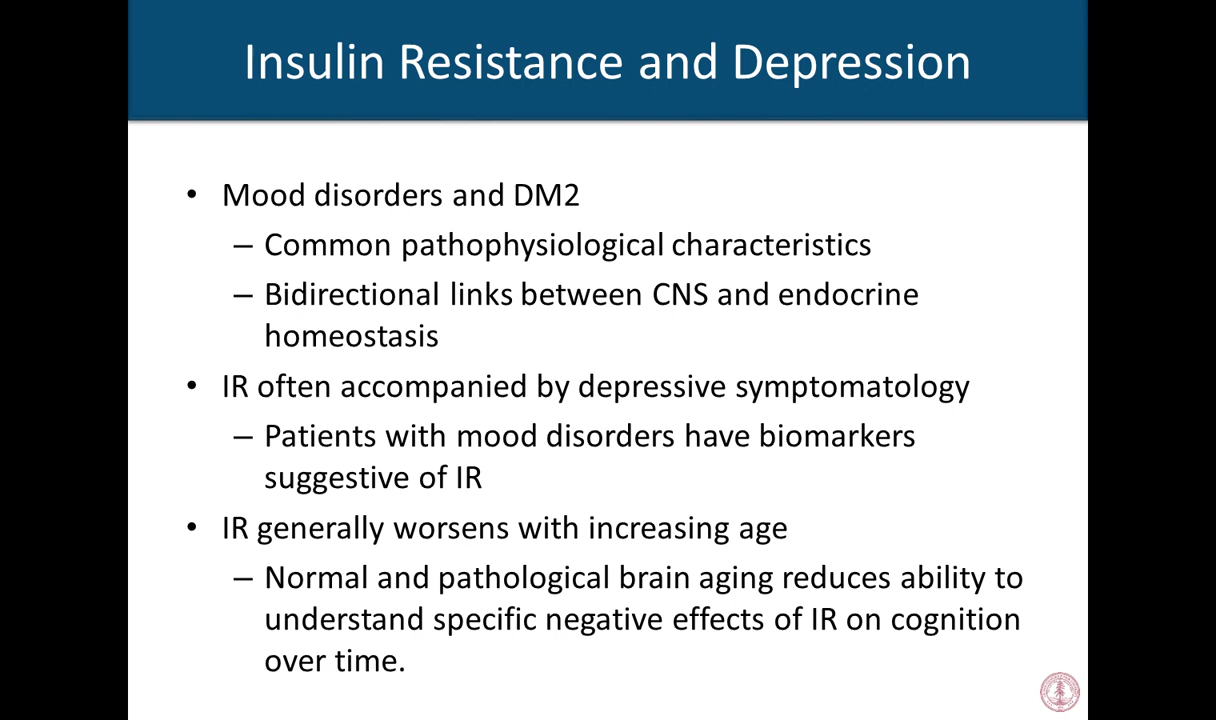 Insulin Resistance and Depression
• Mood disorders and DM2
– Common pathophysiological characteristics
– Bidirectional links between CNS and endocrine
homeostasis
• IR often accompanied by depressive symptomatology
– Patients with mood disorders have biomarkers
suggestive of IR
• IR generally worsens with increasing age
– Normal and pathological brain aging reduces ability to
understand specific negative effects of IR on cognition
over time.